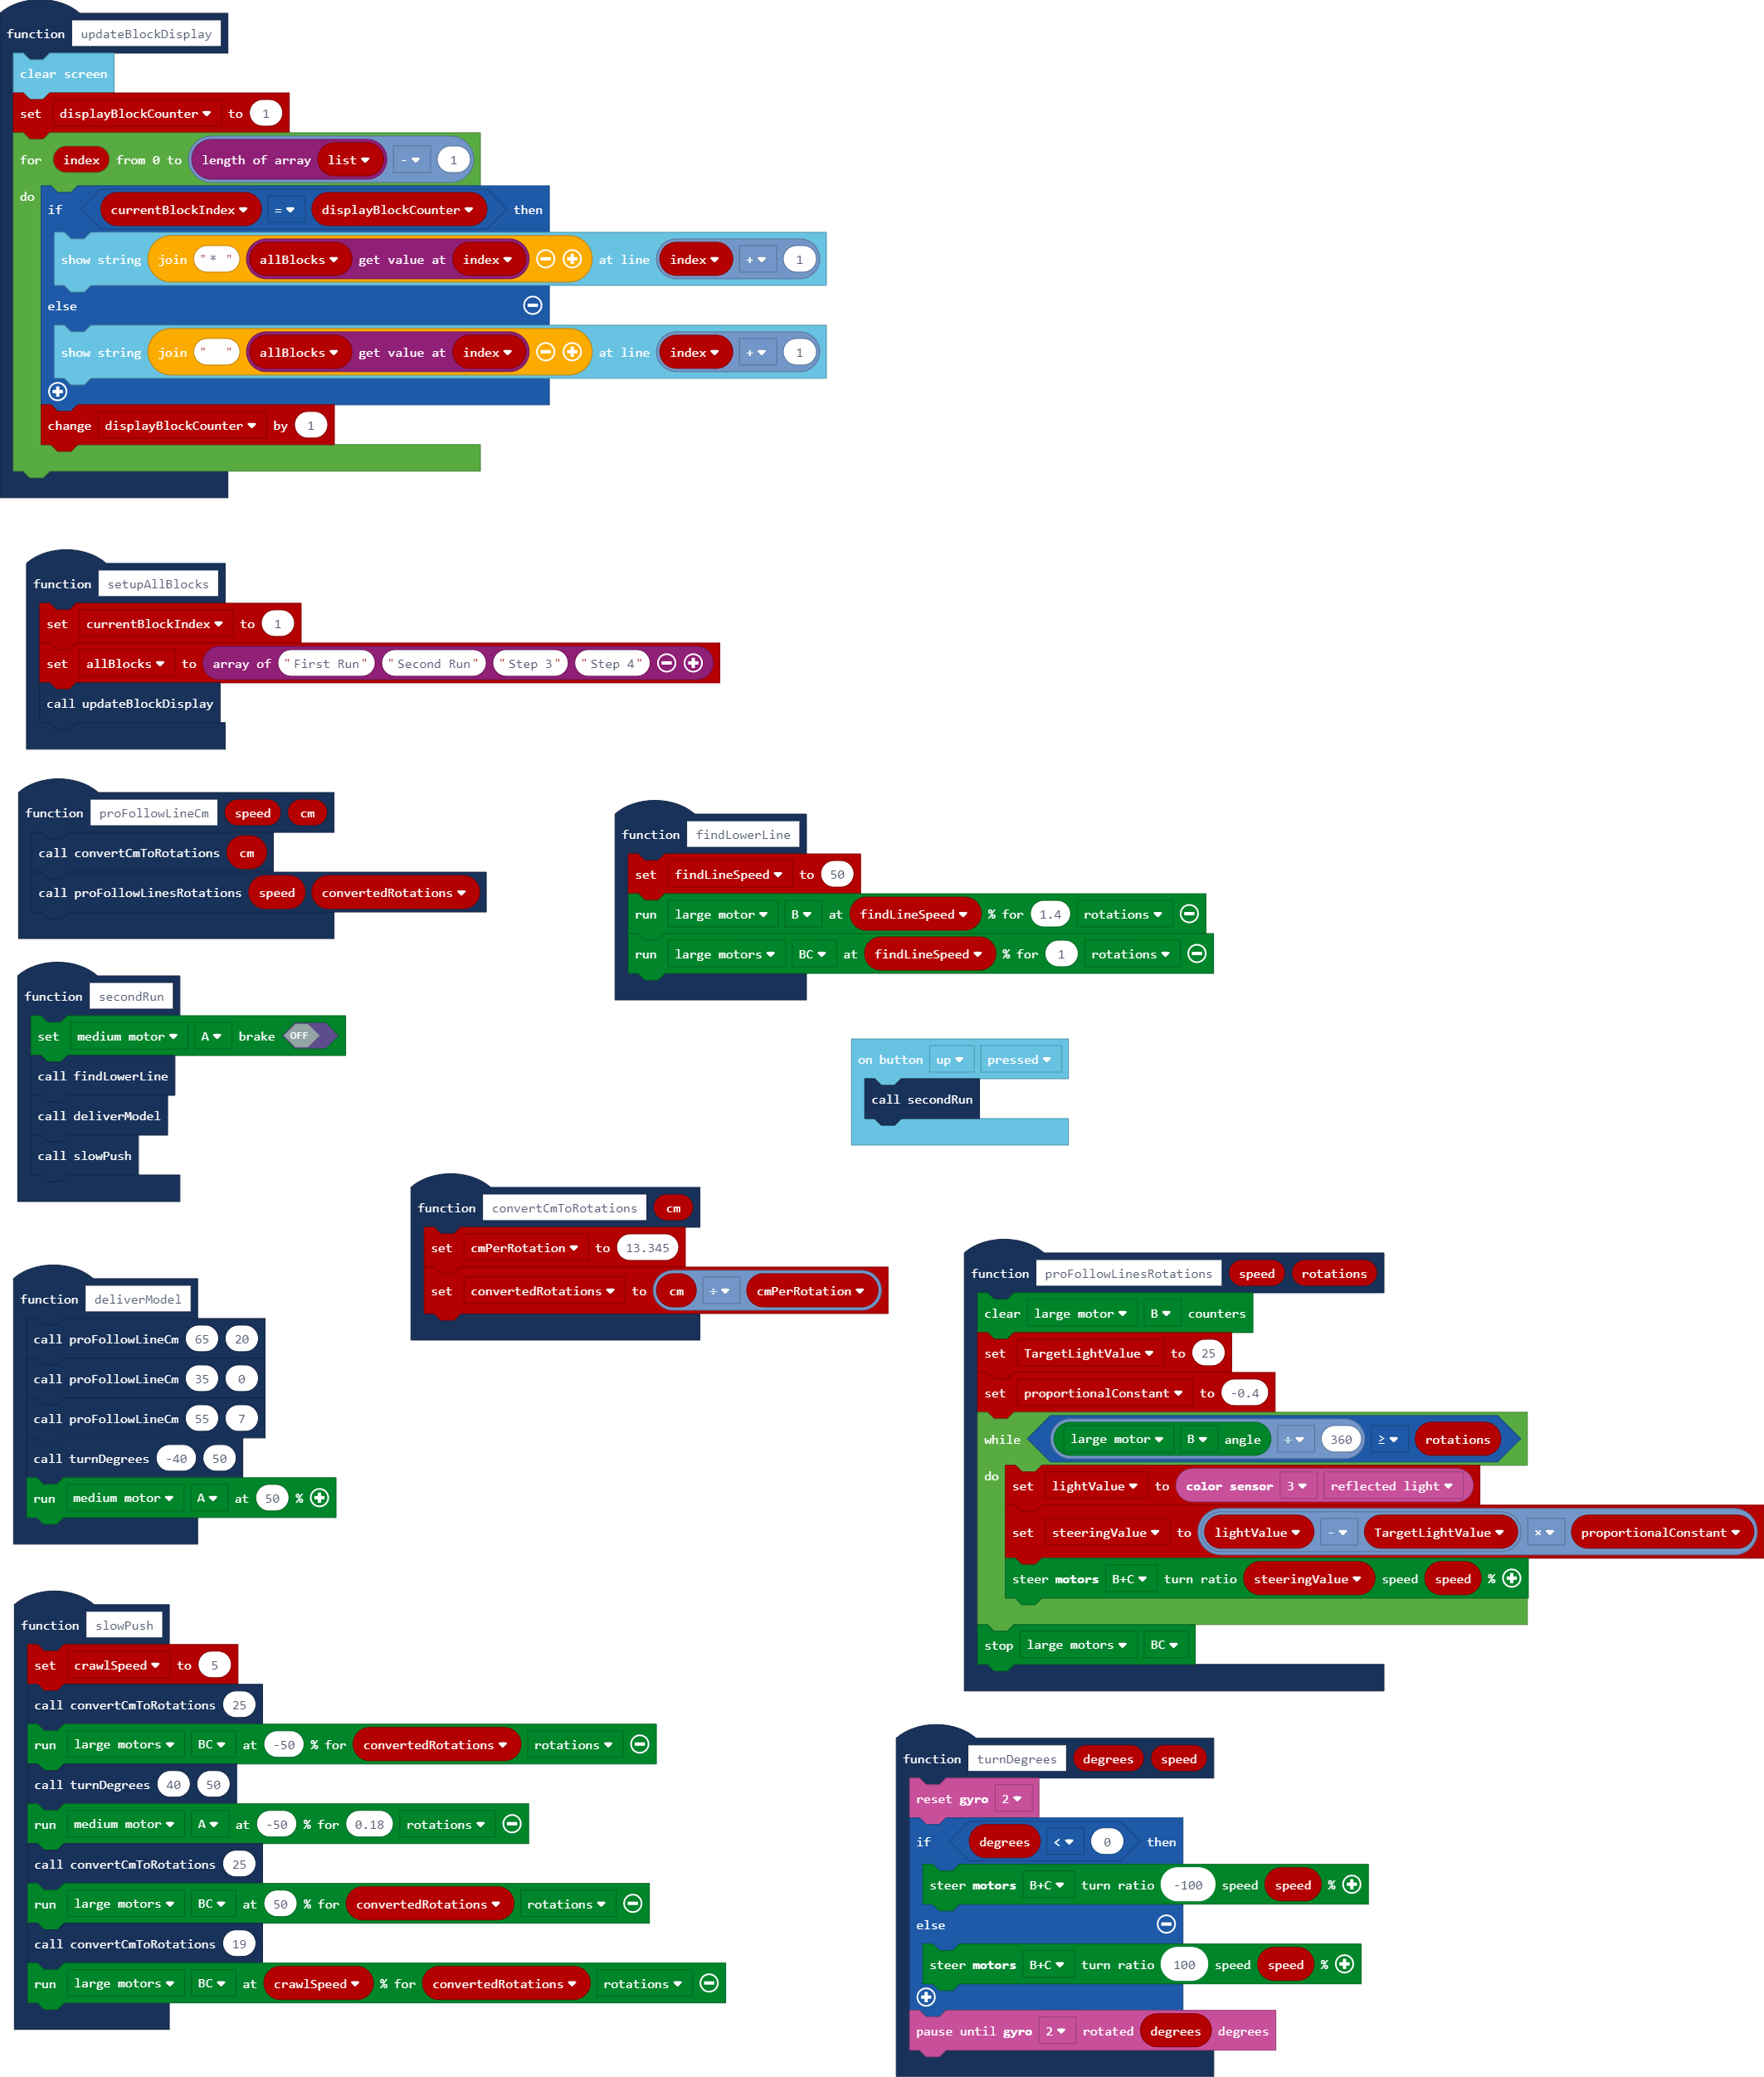 function updateBlockDisplay
clear screen
set displayBlockCounter to 1
for index from 0 to length of array list - 1
do
if currentBlockIndex = displayBlockCounter then
show string join "* " allBlocks get value at index at line index + 1
else
show string join "  " allBlocks get value at index at line index + 1
change displayBlockCounter by 1
function setupAllBlocks
set currentBlockIndex to 1
set allBlocks to array of "First Run" "Second Run" "Step 3" "Step 4"
call updateBlockDisplay
function proFollowLineCm speed cm
call convertCmToRotations cm
call proFollowLinesRotations speed convertedRotations
function findLowerLine
set findLineSpeed to 50
run large motor B at findLineSpeed % for 1.4 rotations
run large motors BC at findLineSpeed % for 1 rotations
function secondRun
set medium motor A brake OFF
call findLowerLine
call deliverModel
call slowPush
on button up pressed
call secondRun
function convertCmToRotations cm
set cmPerRotation to 13.345
set convertedRotations to cm ÷ cmPerRotation
function deliverModel
call proFollowLineCm 65 20
call proFollowLineCm 35 0
call proFollowLineCm 55 7
call turnDegrees -40 50
run medium motor A at 50 %
function proFollowLinesRotations speed rotations
clear large motor B counters
set TargetLightValue to 25
set proportionalConstant to -0.4
while large motor B angle ÷ 360 ≥ rotations
do
set lightValue to color sensor 3 reflected light
set steeringValue to lightValue - TargetLightValue × proportionalConstant
steer motors B+C turn ratio steeringValue speed speed %
stop large motors BC
function slowPush
set crawlSpeed to 5
call convertCmToRotations 25
run large motors BC at -50 % for convertedRotations rotations
call turnDegrees 40 50
run medium motor A at -50 % for 0.18 rotations
call convertCmToRotations 25
run large motors BC at 50 % for convertedRotations rotations
call convertCmToRotations 19
run large motors BC at crawlSpeed % for convertedRotations rotations
function turnDegrees degrees speed
reset gyro 2
if degrees < 0 then
steer motors B+C turn ratio -100 speed speed %
else
steer motors B+C turn ratio 100 speed speed %
pause until gyro 2 rotated degrees degrees